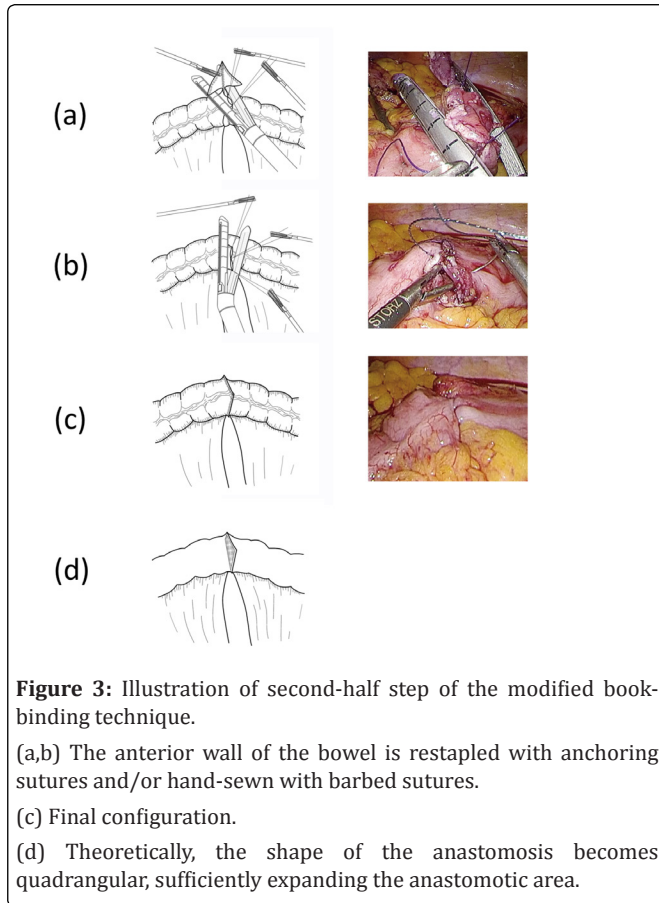 (a)
(b)
STORZ
(c)
(d)
Figure 3: Illustration of second-half step of the modified book-
binding technique.
(a,b) The anterior wall of the bowel is restapled with anchoring
sutures and/or hand-sewn with barbed sutures.
(c) Final configuration.
(d) Theoretically, the shape of the anastomosis becomes
quadrangular, sufficiently expanding the anastomotic area.